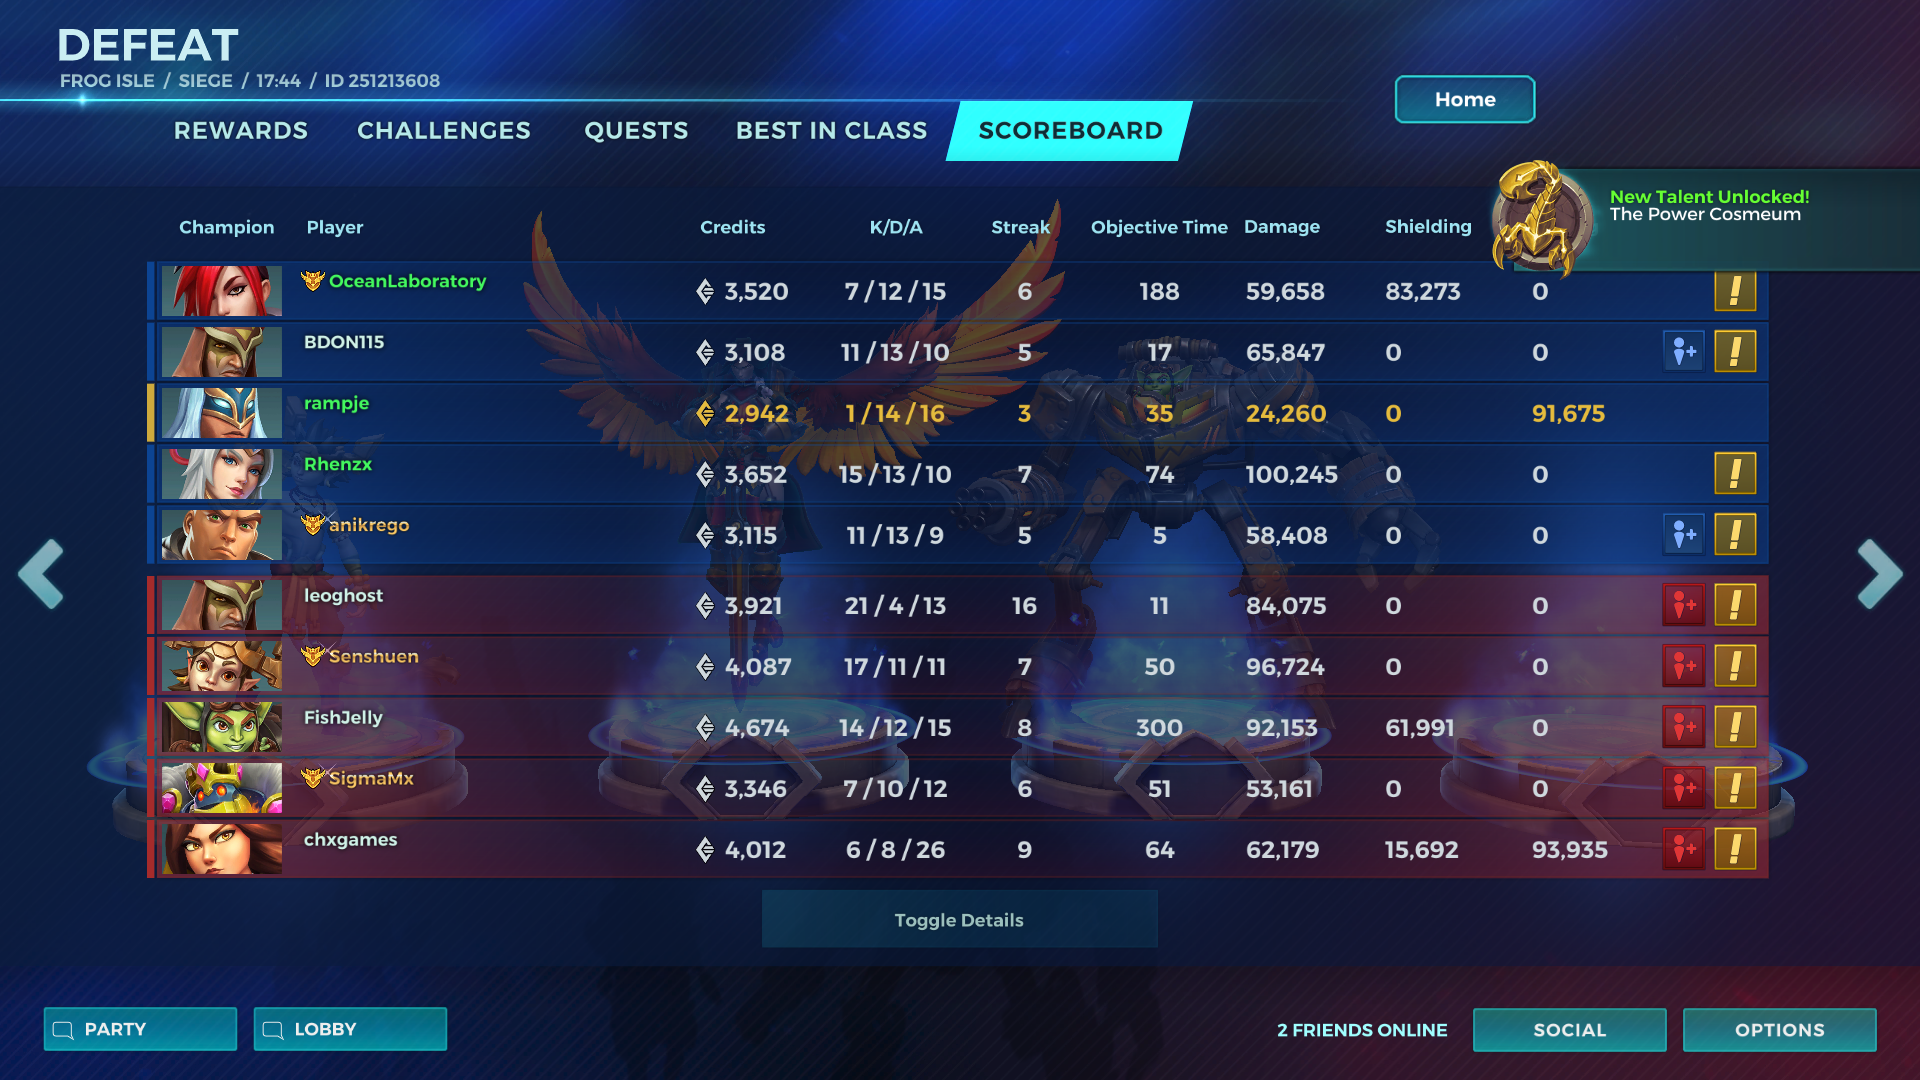 DEFEAT
FROG ISLE / SIEGE / 17:44 / ID 251213608
Home
REWARDS CHALLENGES QUESTS BEST IN CLASS SCOREBOARD
New Talent Unlocked!
The Power Cosmeum
Champion Player Credits K/D/A Streak Objective Time Damage Shielding
OceanLaboratory 3,520 7 / 12 / 15 6 188 59,658 83,273 0
BDON115 3,108 11 / 13 / 10 5 17 65,847 0 0
rampje 2,942 1 / 14 / 16 3 35 24,260 0 91,675
Rhenzx 3,652 15 / 13 / 10 7 74 100,245 0 0
anikrego 3,115 11 / 13 / 9 5 5 58,408 0 0
leoghost 3,921 21 / 4 / 13 16 11 84,075 0 0
Senshuen 4,087 17 / 11 / 11 7 50 96,724 0 0
FishJelly 4,674 14 / 12 / 15 8 300 92,153 61,991 0
SigmaMx 3,346 7 / 10 / 12 6 51 53,161 0 0
chxgames 4,012 6 / 8 / 26 9 64 62,179 15,692 93,935
Toggle Details
PARTY LOBBY 2 FRIENDS ONLINE SOCIAL OPTIONS